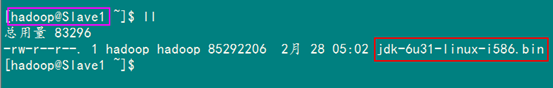 [hadoop@Slave1 ~]$ ll
总用量 83296
-rw-r--r--. 1 hadoop hadoop 85292206  2月 28 05:02 jdk-6u31-linux-i586.bin
[hadoop@Slave1 ~]$